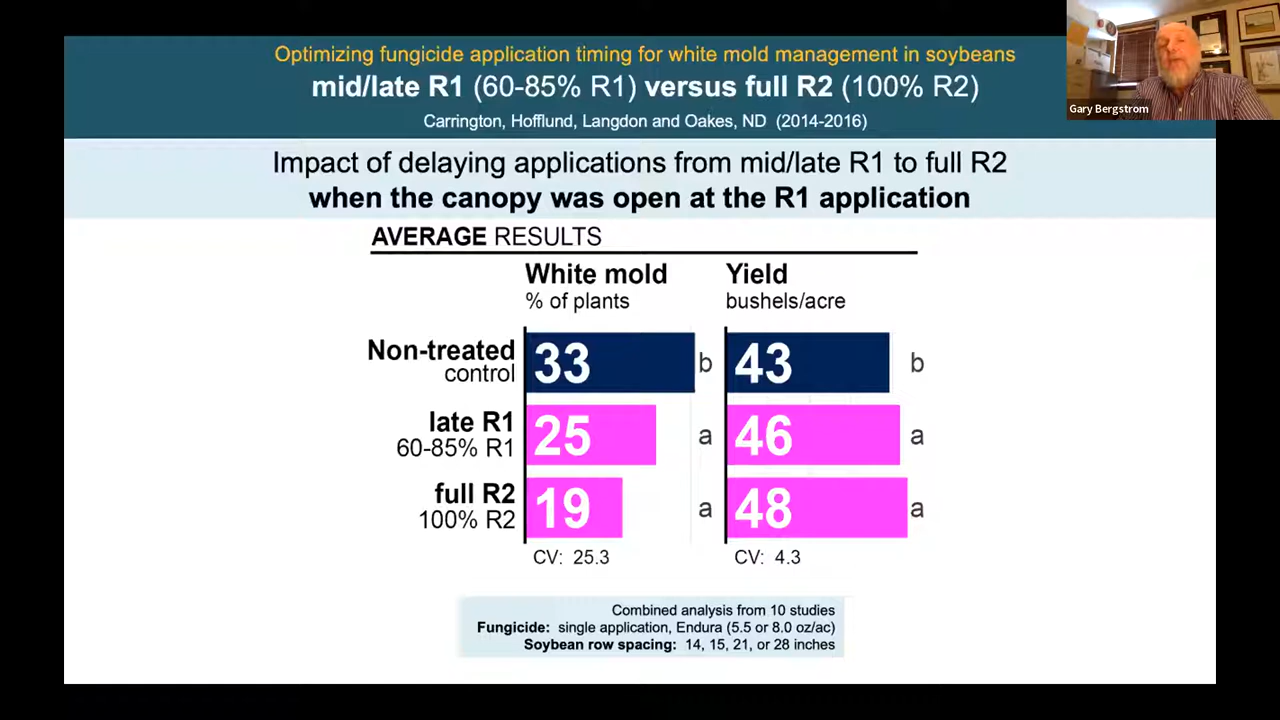 Optimizing fungicide application timing for white mold management in soybeans
mid/late R1 (60-85% R1) versus full R2 (100% R2)
Carrington, Hofflund, Langdon and Oakes, ND (2014-2016)
Gary Bergstrom
Impact of delaying applications from mid/late R1 to full R2
when the canopy was open at the R1 application
AVERAGE RESULTS
White mold
% of plants
Yield
bushels/acre
Non-treated
control
33 b
43 b
late R1
60-85% R1
25 a
46 a
full R2
100% R2
19 a
48 a
CV: 25.3
CV: 4.3
Combined analysis from 10 studies
Fungicide: single application, Endura (5.5 or 8.0 oz/ac)
Soybean row spacing: 14, 15, 21, or 28 inches